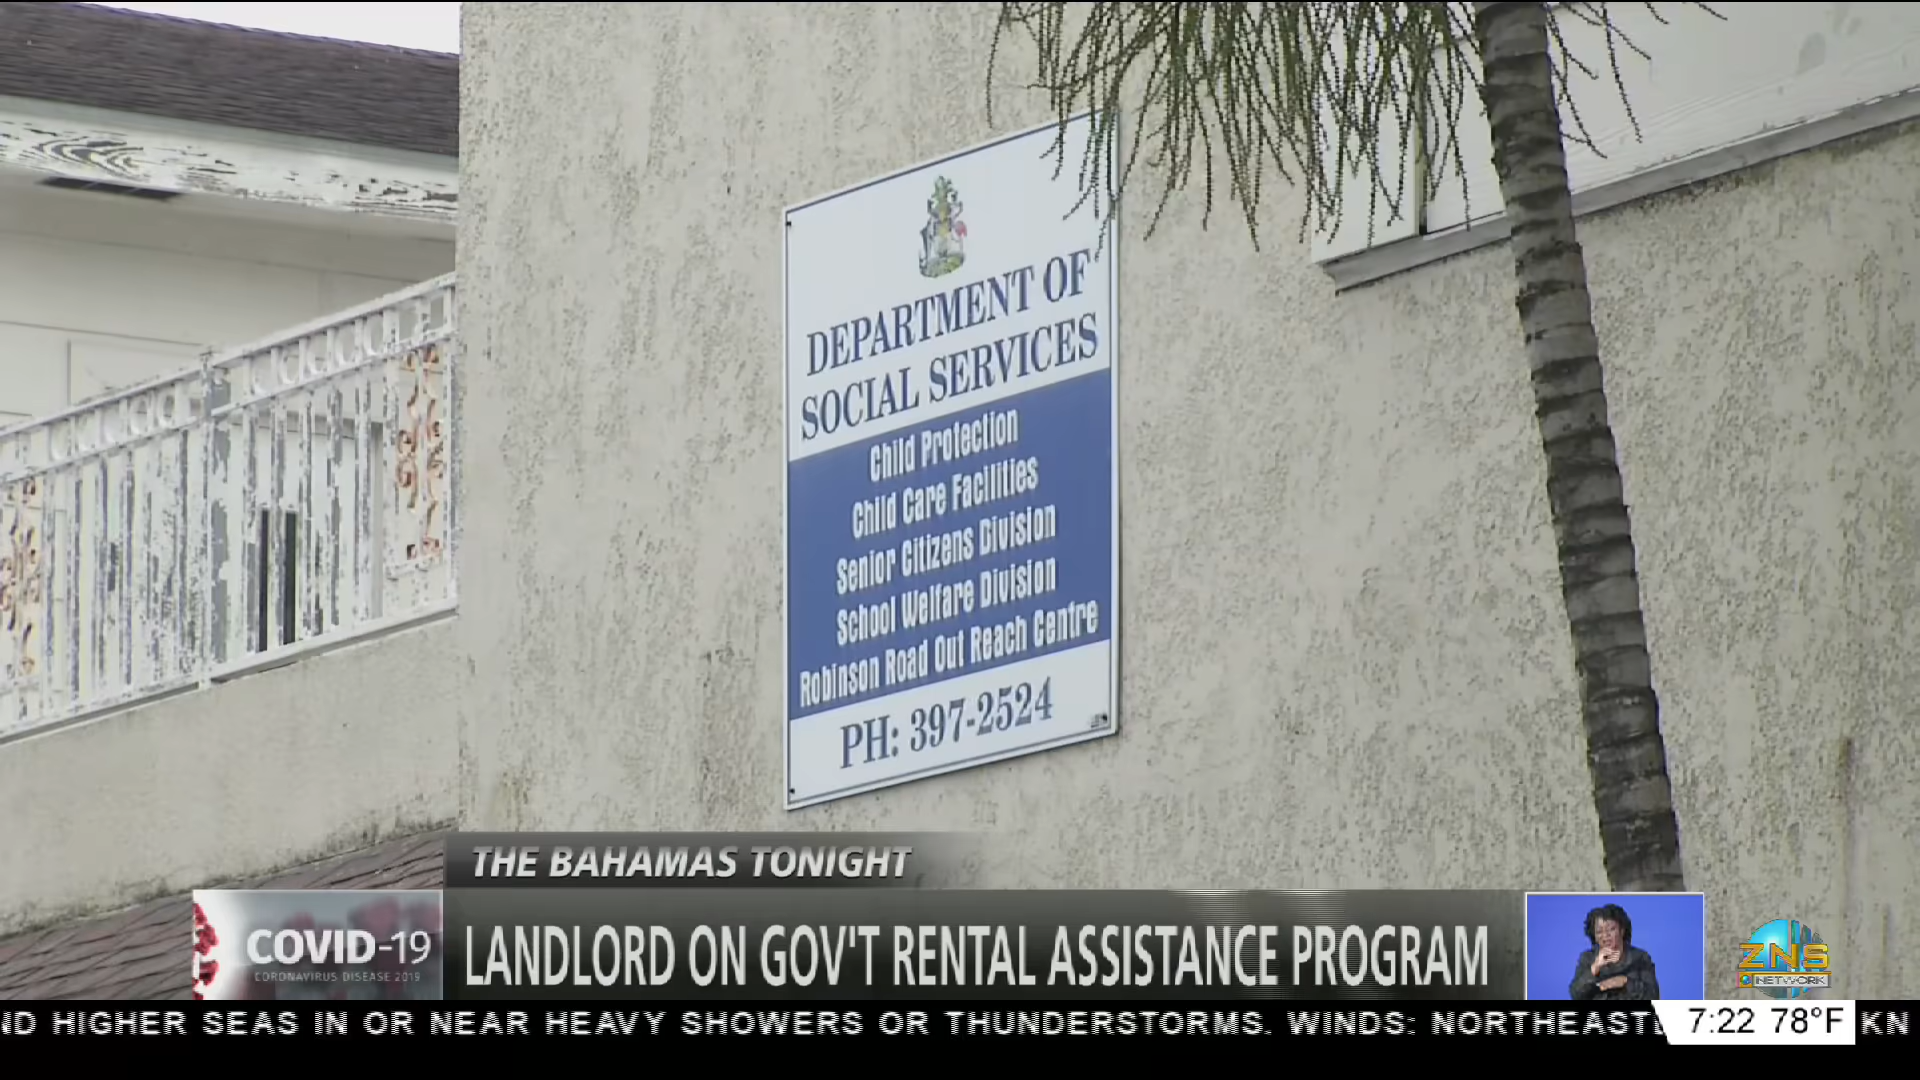 DEPARTMENT OF
SOCIAL SERVICES
Child Protection
Child Care Facilities
Senior Citizens Division
School Welfare Division
Robinson Road Out Reach Centre
PH: 397-2524
THE BAHAMAS TONIGHT
COVID-19
CORONAVIRUS DISEASE 2019
LANDLORD ON GOV'T RENTAL ASSISTANCE PROGRAM
ZNS
NETWORK
ND HIGHER SEAS IN OR NEAR HEAVY SHOWERS OR THUNDERSTORMS. WINDS: NORTHEAST
7:22 78°F
KN